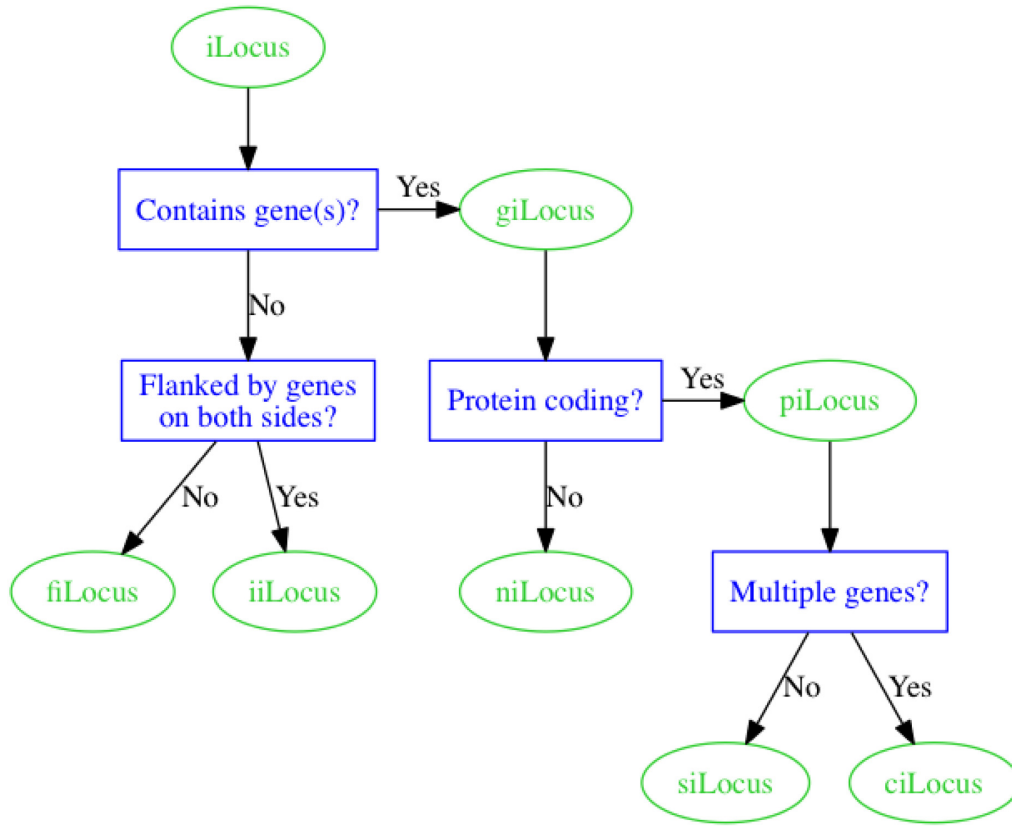 iLocus
Contains gene(s)?
Yes
giLocus
No
Flanked by genes
on both sides?
Protein coding?
Yes
piLocus
No
Yes
No
fiLocus
iiLocus
niLocus
Multiple genes?
No
Yes
siLocus
ciLocus